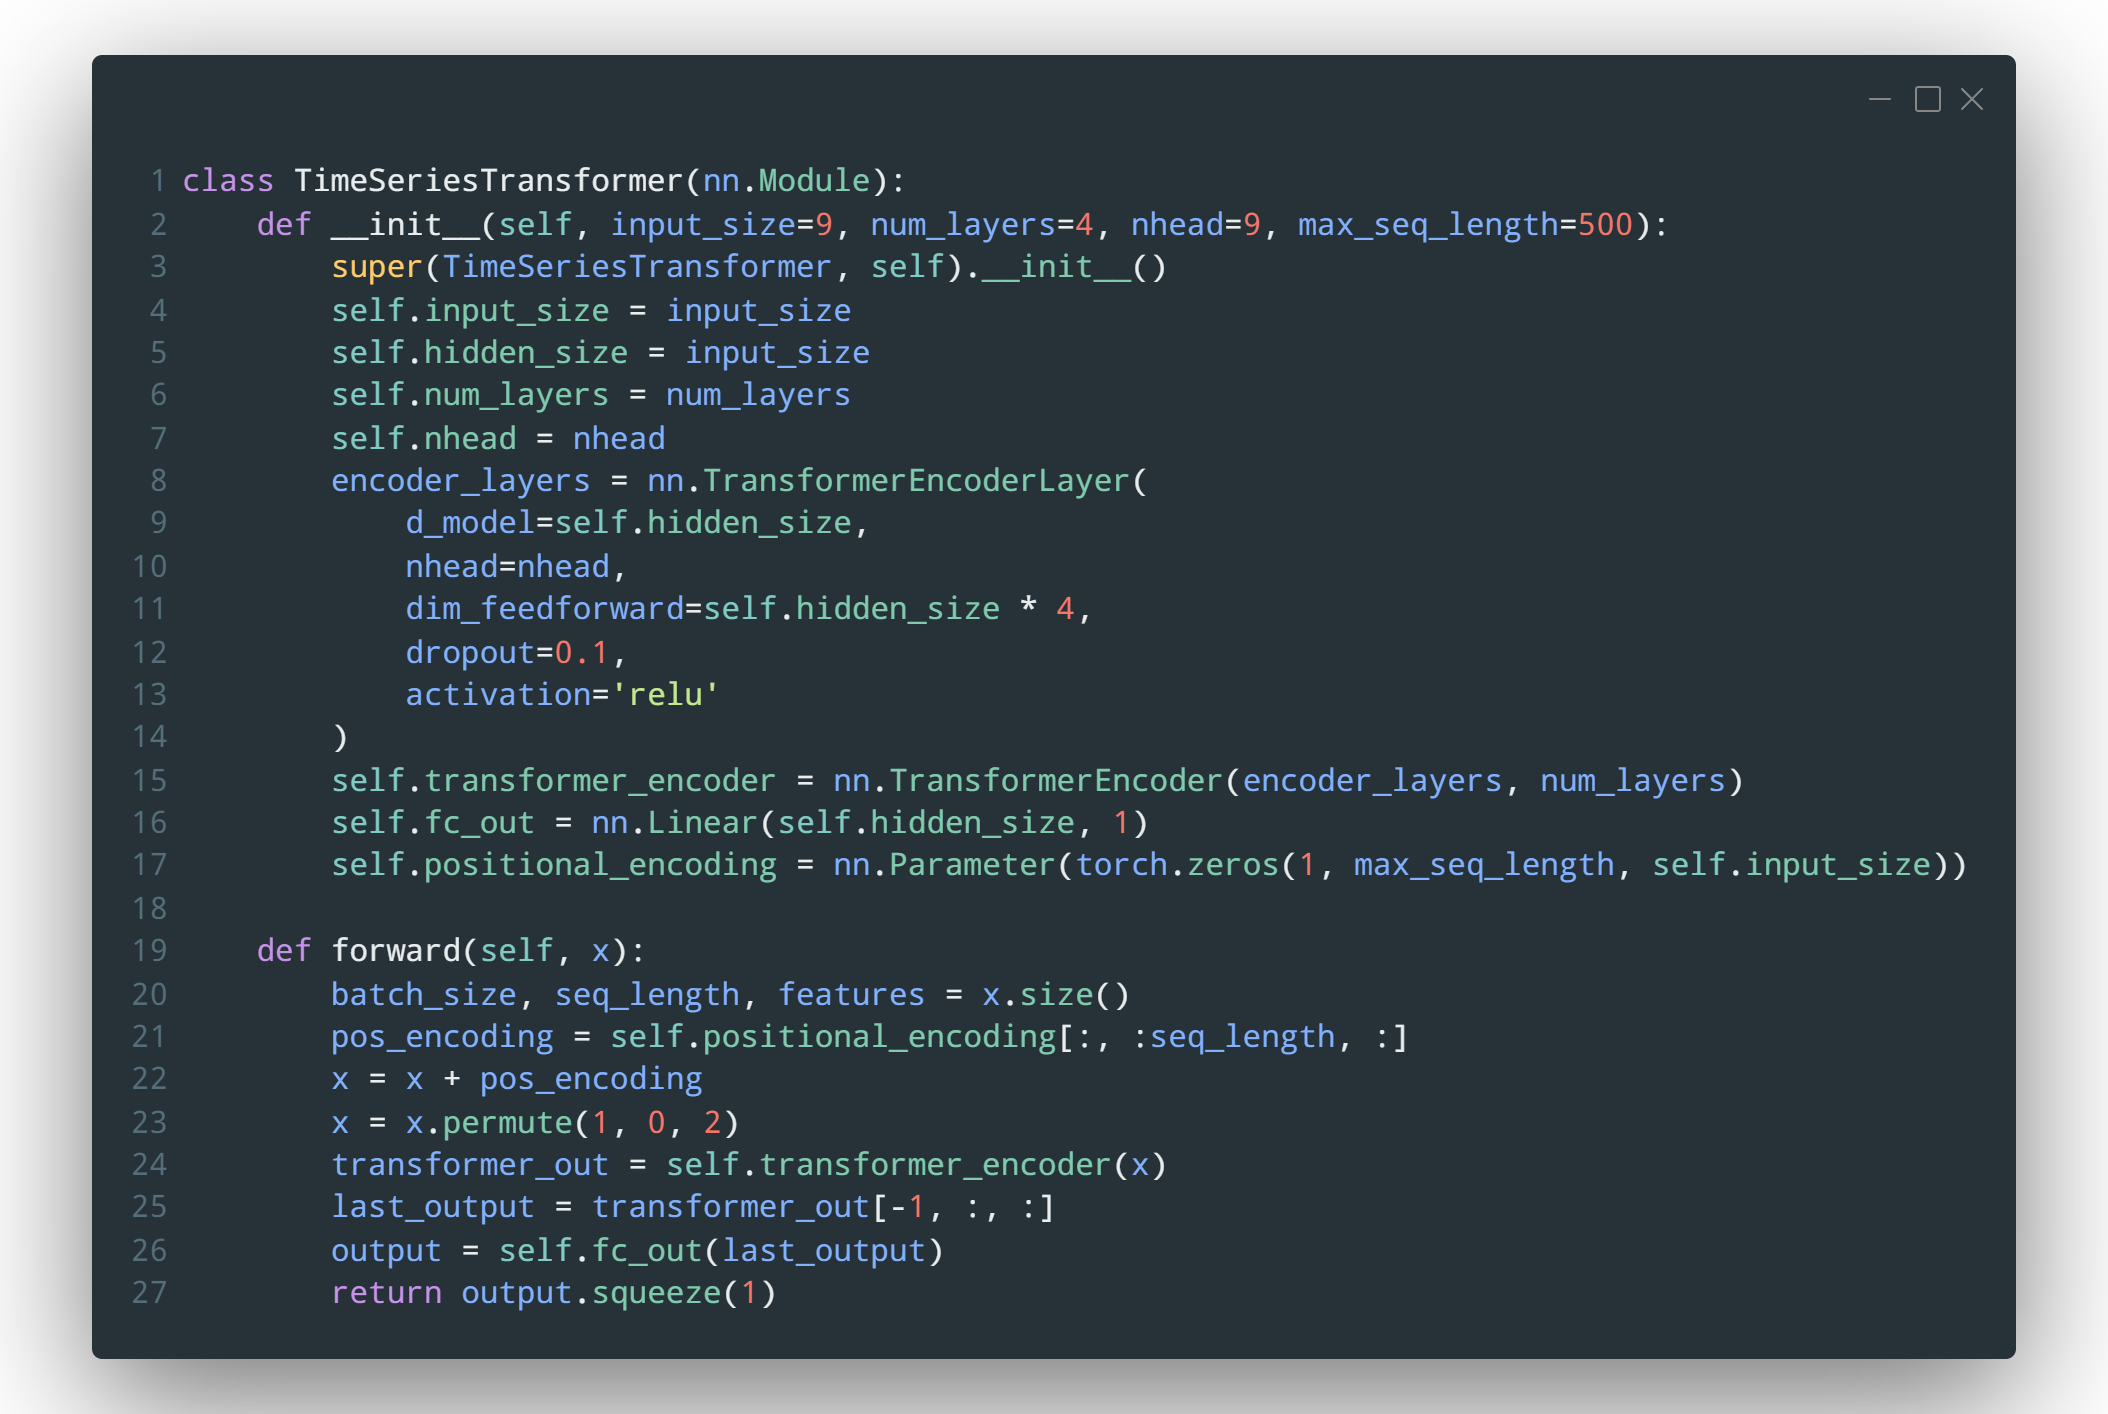 1 class TimeSeriesTransformer(nn.Module):
2     def __init__(self, input_size=9, num_layers=4, nhead=9, max_seq_length=500):
3         super(TimeSeriesTransformer, self).__init__()
4         self.input_size = input_size
5         self.hidden_size = input_size
6         self.num_layers = num_layers
7         self.nhead = nhead
8         encoder_layers = nn.TransformerEncoderLayer(
9             d_model=self.hidden_size,
10             nhead=nhead,
11             dim_feedforward=self.hidden_size * 4,
12             dropout=0.1,
13             activation='relu'
14         )
15         self.transformer_encoder = nn.TransformerEncoder(encoder_layers, num_layers)
16         self.fc_out = nn.Linear(self.hidden_size, 1)
17         self.positional_encoding = nn.Parameter(torch.zeros(1, max_seq_length, self.input_size))
18
19     def forward(self, x):
20         batch_size, seq_length, features = x.size()
21         pos_encoding = self.positional_encoding[:, :seq_length, :]
22         x = x + pos_encoding
23         x = x.permute(1, 0, 2)
24         transformer_out = self.transformer_encoder(x)
25         last_output = transformer_out[-1, :, :]
26         output = self.fc_out(last_output)
27         return output.squeeze(1)